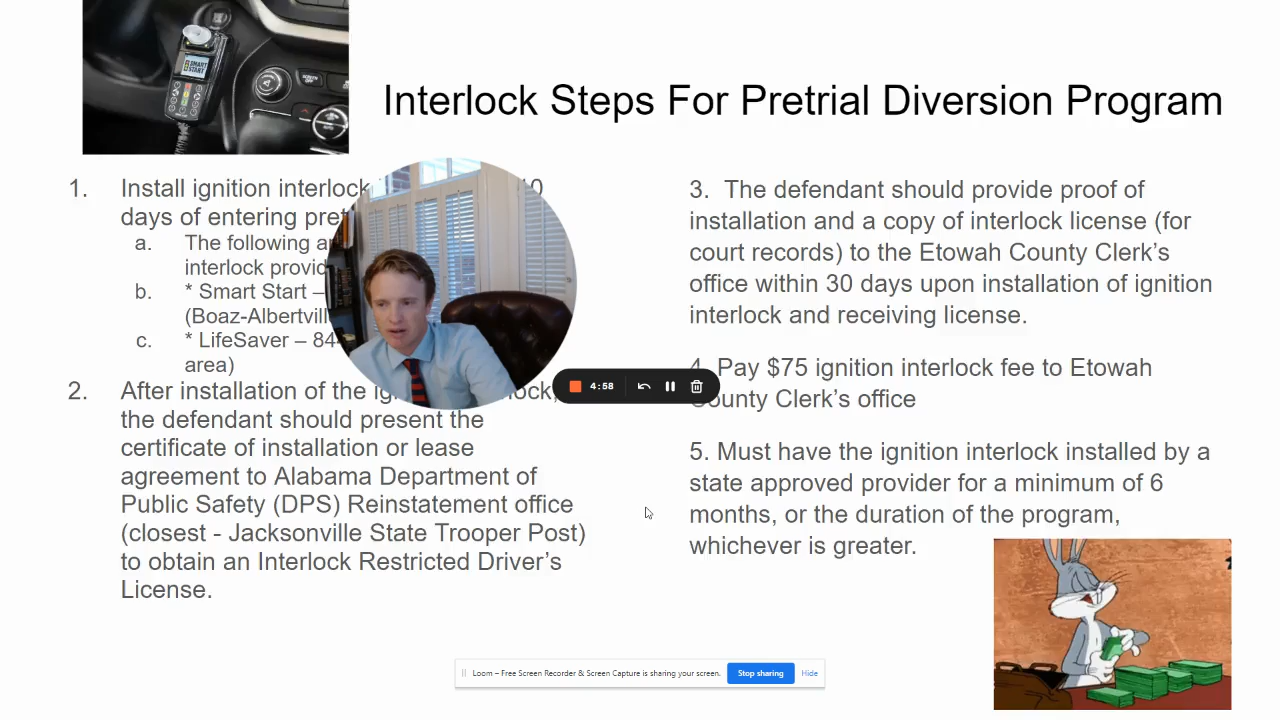 SMART
START
Interlock Steps For Pretrial Diversion Program
1. Install ignition interlock
days of entering
a. The following
interlock
b. * Smart Start –
c. * LifeSaver –
area)
2. After installation of the
the defendant should present the
certificate of installation or lease
agreement to Alabama Department of
Public Safety (DPS) Reinstatement office
(closest - Jacksonville State Trooper Post)
to obtain an Interlock Restricted Driver's
License.
3. The defendant should provide proof of
installation and a copy of interlock license (for
court records) to the Etowah County Clerk's
office within 30 days upon installation of ignition
interlock and receiving license.
4. Pay $75 ignition interlock fee to Etowah
County Clerk's office
5. Must have the ignition interlock installed by a
state approved provider for a minimum of 6
months, or the duration of the program,
whichever is greater.
4:58
Loom – Free Screen Recorder & Screen Capture is sharing your screen.
Stop sharing
Hide